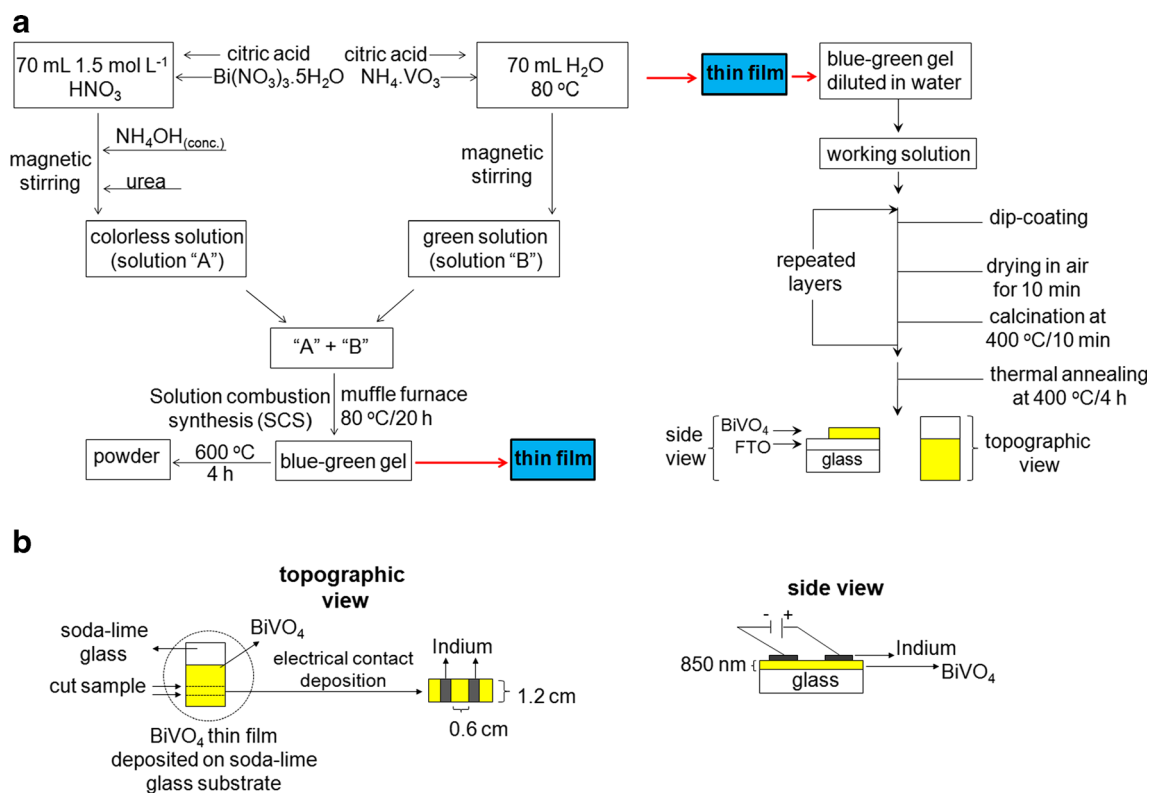 a
70 mL 1.5 mol L⁻¹
HNO₃
citric acid
Bi(NO₃)₃.5H₂O
citric acid
NH₄.VO₃
70 mL H₂O
80 ºC
thin film
blue-green gel
diluted in water
NH₄OH(conc.)
magnetic
stirring
urea
magnetic
stirring
working solution
colorless solution
(solution “A”)
green solution
(solution “B”)
repeated
layers
dip-coating
drying in air
for 10 min
calcination at
400 ºC/10 min
“A” + “B”
Solution combustion
synthesis (SCS)
muffle furnace
80 ºC/20 h
thermal annealing
at 400 ºC/4 h
powder
600 ºC
4 h
blue-green gel
thin film
side
view
BiVO₄
FTO
glass
topographic
view
b
topographic
view
soda-lime
glass
BiVO₄
cut sample
electrical contact
deposition
Indium
1.2 cm
0.6 cm
BiVO₄ thin film
deposited on soda-lime
glass substrate
side view
- +
850 nm
Indium
BiVO₄
glass